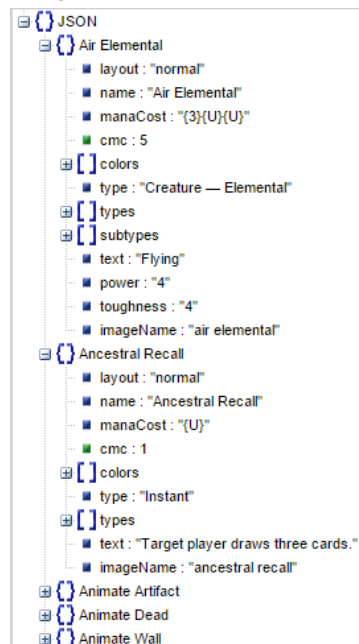 {} JSON
{} Air Elemental
layout : "normal"
name : "Air Elemental"
manaCost : "{3}{U}{U}"
cmc : 5
[ ] colors
type : "Creature — Elemental"
[ ] types
[ ] subtypes
text : "Flying"
power : "4"
toughness : "4"
imageName : "air elemental"
{} Ancestral Recall
layout : "normal"
name : "Ancestral Recall"
manaCost : "{U}"
cmc : 1
[ ] colors
type : "Instant"
[ ] types
text : "Target player draws three cards."
imageName : "ancestral recall"
{} Animate Artifact
{} Animate Dead
{} Animate Wall